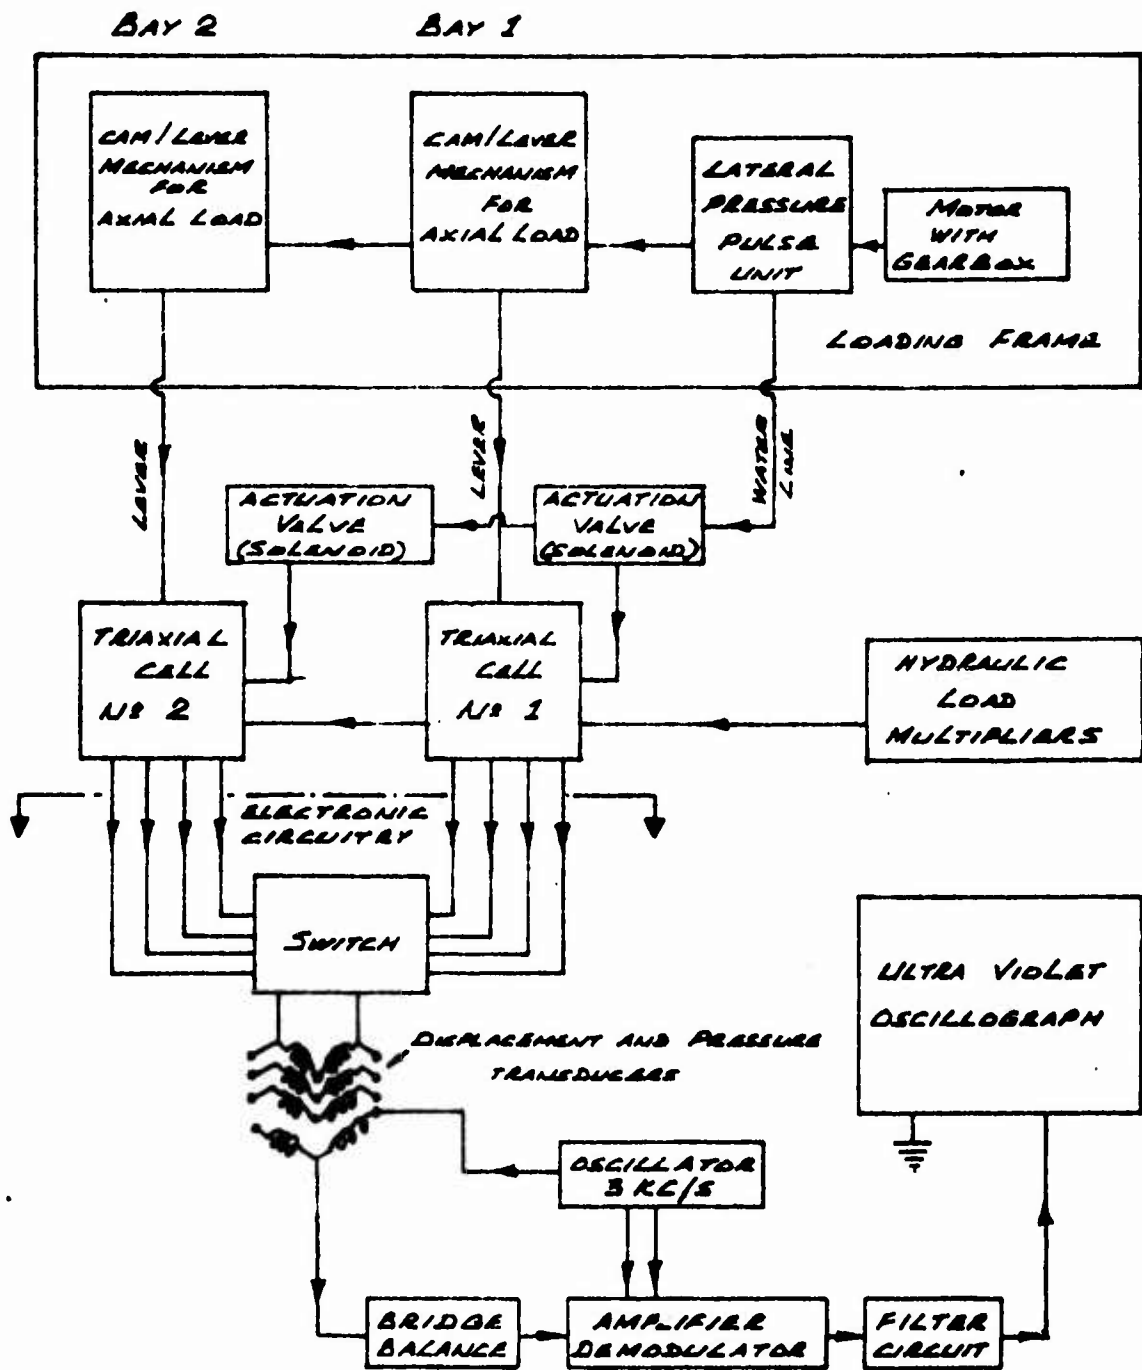 BAY 2
BAY 1
CAM/LEVER
MECHANISM
FOR
AXIAL LOAD
CAM/LEVER
MECHANISM
FOR
AXIAL LOAD
LATERAL
PRESSURE
PULSE
UNIT
MOTOR
WITH
GEARBOX
LOADING FRAME
LEVER
LEVER
WATER
LINE
ACTUATION
VALVE
(SOLENOID)
ACTUATION
VALVE
(SOLENOID)
TRIAXIAL
CELL
No 2
TRIAXIAL
CELL
No 1
HYDRAULIC
LOAD
MULTIPLIERS
ELECTRONIC
CIRCUITRY
SWITCH
ULTRA VIOLET
OSCILLOGRAPH
DISPLACEMENT AND PRESSURE
TRANSDUCERS
OSCILLATOR
3 KC/S
BRIDGE
BALANCE
AMPLIFIER
DEMODULATOR
FILTER
CIRCUIT